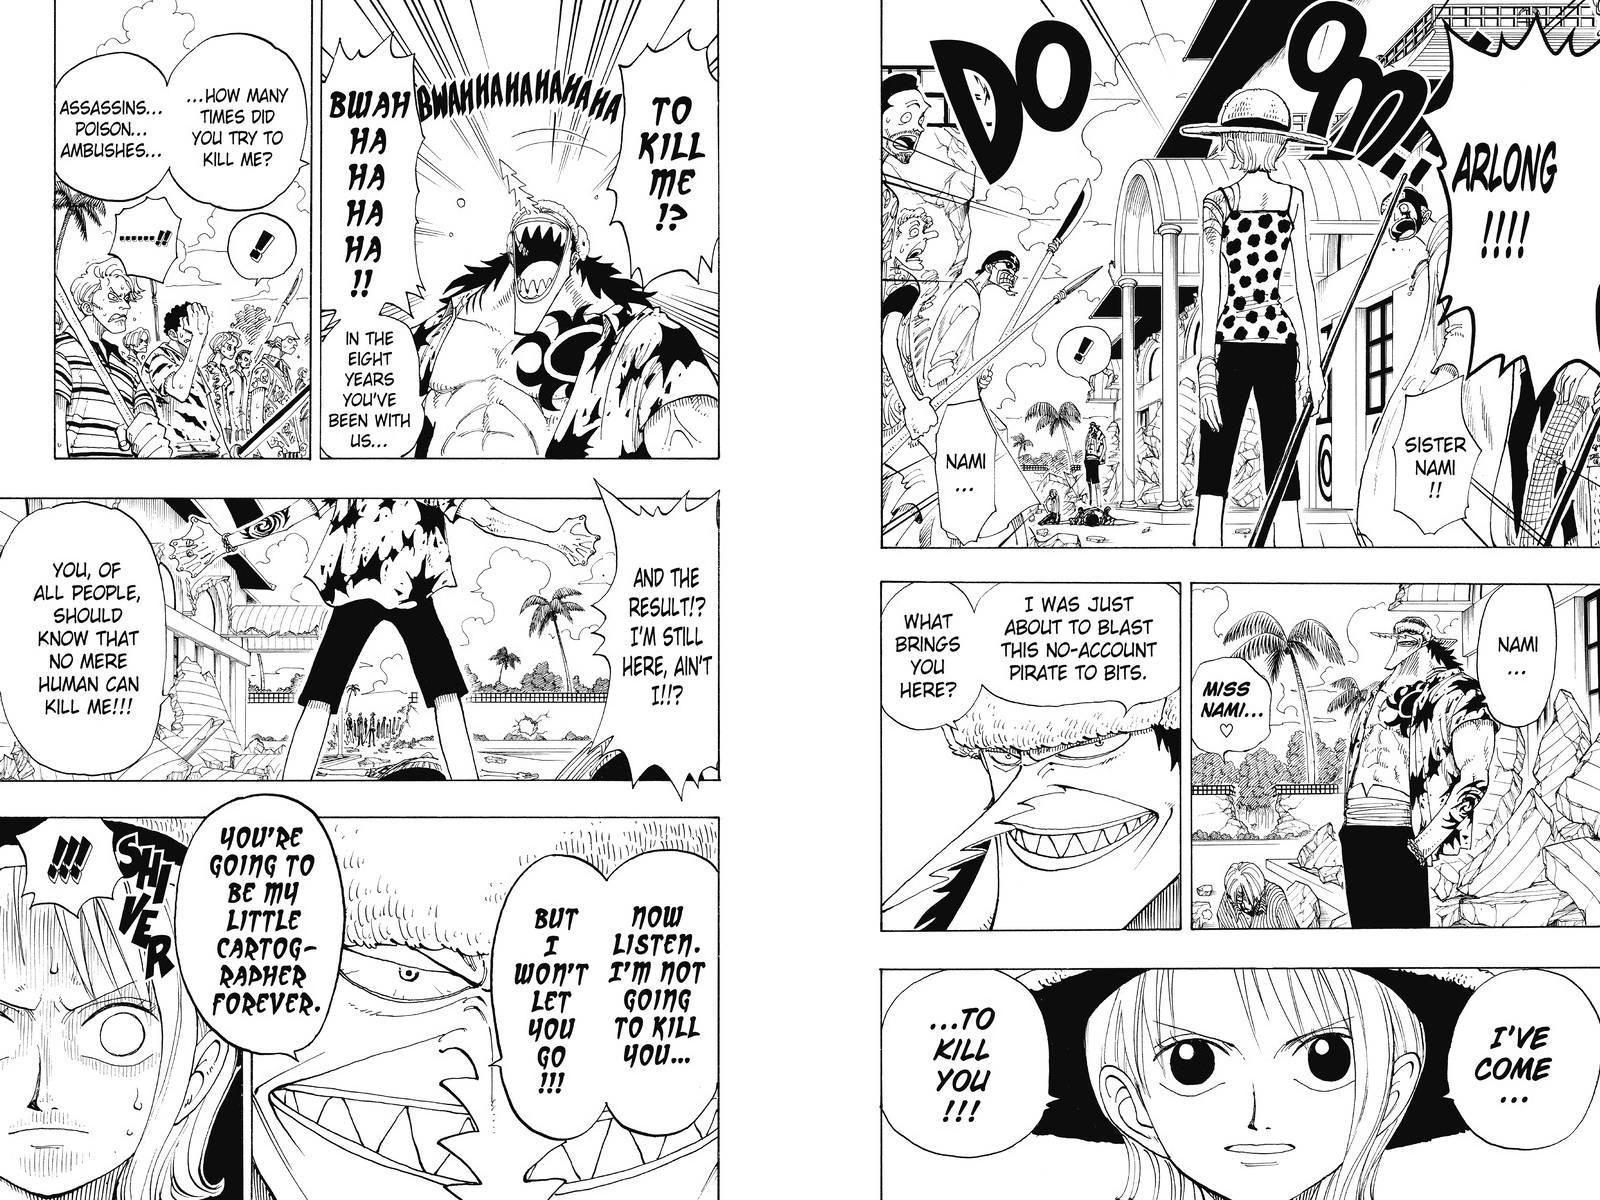 DOOM!!
ARLONG
!!!!
SISTER
NAMI
!!
!
NAMI
...
NAMI
...
MISS
NAMI...
♡
I WAS JUST
ABOUT TO BLAST
THIS NO-ACCOUNT
PIRATE TO BITS.
WHAT
BRINGS
YOU
HERE?
I'VE
COME
...
...TO
KILL
YOU
!!!
TO
KILL
ME
!?
BWAHHAHAHAHAHA
BWAH
HA
HA
HA
HA
!!
IN THE
EIGHT
YEARS
YOU'VE
BEEN WITH
US...
...HOW MANY
TIMES DID
YOU TRY TO
KILL ME?
ASSASSINS...
POISON...
AMBUSHES...
!
......!!
AND THE
RESULT!?
I'M STILL
HERE, AIN'T
I!!?
YOU, OF
ALL PEOPLE,
SHOULD
KNOW THAT
NO MERE
HUMAN CAN
KILL ME!!!
NOW
LISTEN.
I'M NOT
GOING
TO KILL
YOU...
BUT
I
WON'T
LET
YOU
GO
!!!
YOU'RE
GOING TO
BE MY
LITTLE
CARTOG-
RAPHER
FOREVER.
SHIVER
!!!